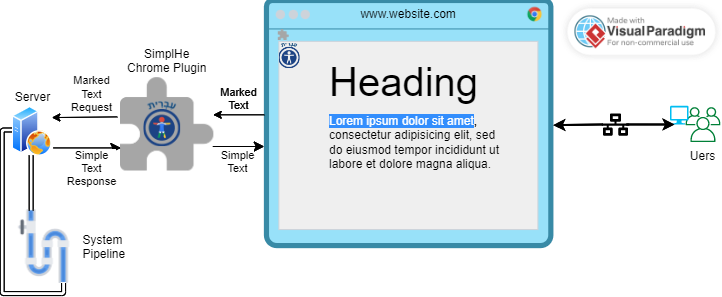 www.website.com
Made with
Visual Paradigm
For non-commercial use
SimplHe
Chrome Plugin
עברית
Heading
Marked
Text
Request
Marked
Text
Server
עברית
Lorem ipsum dolor sit amet,
consectetur adipisicing elit, sed
do eiusmod tempor incididunt ut
labore et dolore magna aliqua.
Simple
Text
Response
Simple
Text
Uers
System
Pipeline